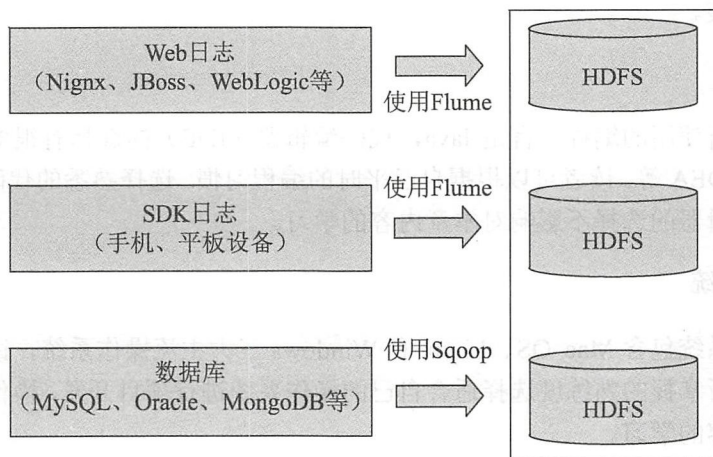 Web日志
（Nignx、JBoss、WebLogic等）
使用Flume
HDFS
SDK日志
（手机、平板设备）
使用Flume
HDFS
数据库
（MySQL、Oracle、MongoDB等）
使用Sqoop
HDFS